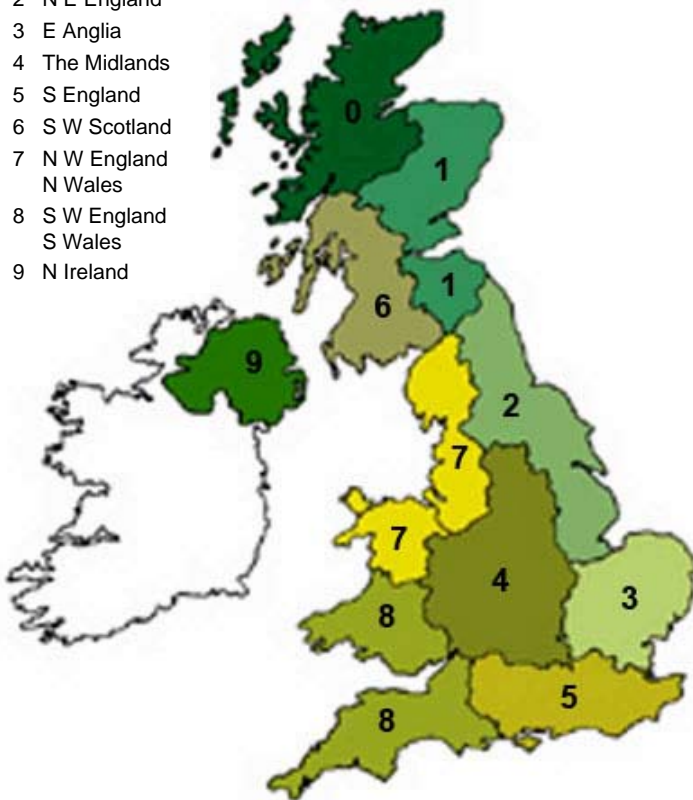 2 N E England
3 E Anglia
4 The Midlands
5 S England
6 S W Scotland
7 N W England
N Wales
8 S W England
S Wales
9 N Ireland
0
1
1
6
9
2
7
7
4
3
8
5
8